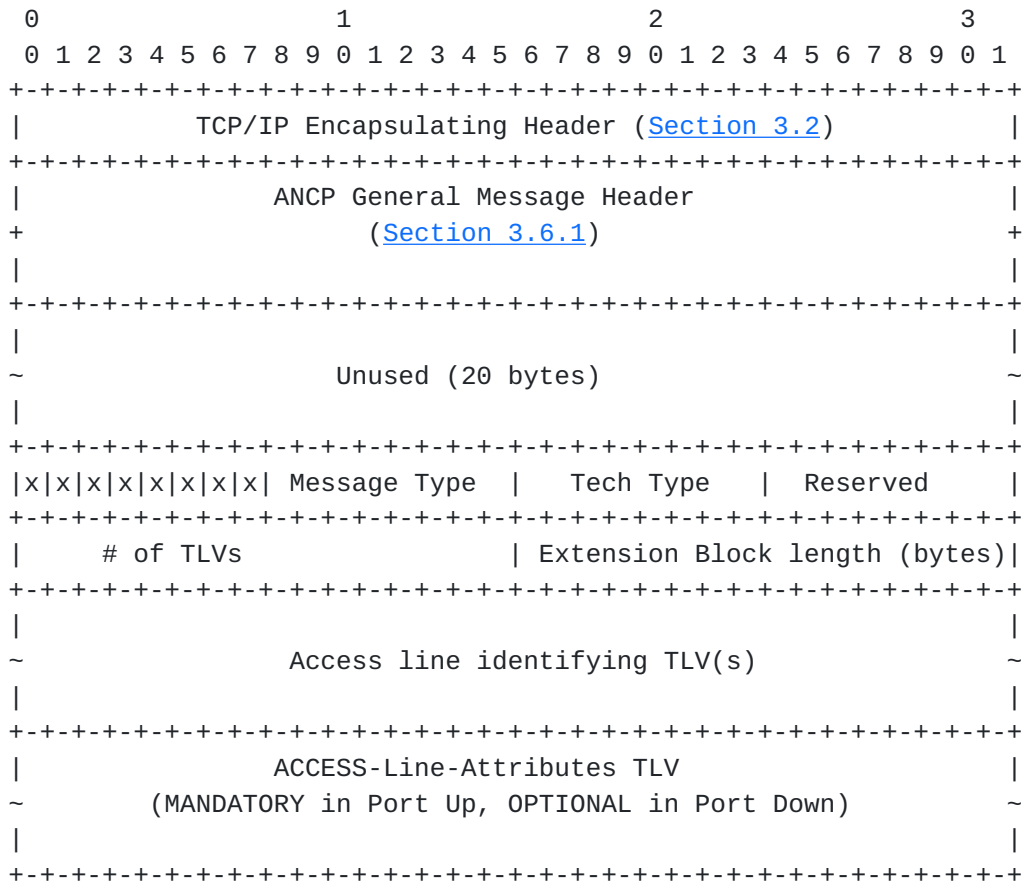 0                   1                   2                   3
 0 1 2 3 4 5 6 7 8 9 0 1 2 3 4 5 6 7 8 9 0 1 2 3 4 5 6 7 8 9 0 1
+-+-+-+-+-+-+-+-+-+-+-+-+-+-+-+-+-+-+-+-+-+-+-+-+-+-+-+-+-+-+-+-+
|           TCP/IP Encapsulating Header (Section 3.2)           |
+-+-+-+-+-+-+-+-+-+-+-+-+-+-+-+-+-+-+-+-+-+-+-+-+-+-+-+-+-+-+-+-+
|                ANCP General Message Header                    |
+                      (Section 3.6.1)                          +
|                                                               |
+-+-+-+-+-+-+-+-+-+-+-+-+-+-+-+-+-+-+-+-+-+-+-+-+-+-+-+-+-+-+-+-+
|                                                               |
~                    Unused (20 bytes)                          ~
|                                                               |
+-+-+-+-+-+-+-+-+-+-+-+-+-+-+-+-+-+-+-+-+-+-+-+-+-+-+-+-+-+-+-+-+
|x|x|x|x|x|x|x|x| Message Type  |   Tech Type   |  Reserved     |
+-+-+-+-+-+-+-+-+-+-+-+-+-+-+-+-+-+-+-+-+-+-+-+-+-+-+-+-+-+-+-+-+
|     # of TLVs                 | Extension Block length (bytes)|
+-+-+-+-+-+-+-+-+-+-+-+-+-+-+-+-+-+-+-+-+-+-+-+-+-+-+-+-+-+-+-+-+
|                                                               |
~                 Access line identifying TLV(s)                ~
|                                                               |
+-+-+-+-+-+-+-+-+-+-+-+-+-+-+-+-+-+-+-+-+-+-+-+-+-+-+-+-+-+-+-+-+
|                ACCESS-Line-Attributes TLV                     |
~        (MANDATORY in Port Up, OPTIONAL in Port Down)          ~
|                                                               |
+-+-+-+-+-+-+-+-+-+-+-+-+-+-+-+-+-+-+-+-+-+-+-+-+-+-+-+-+-+-+-+-+